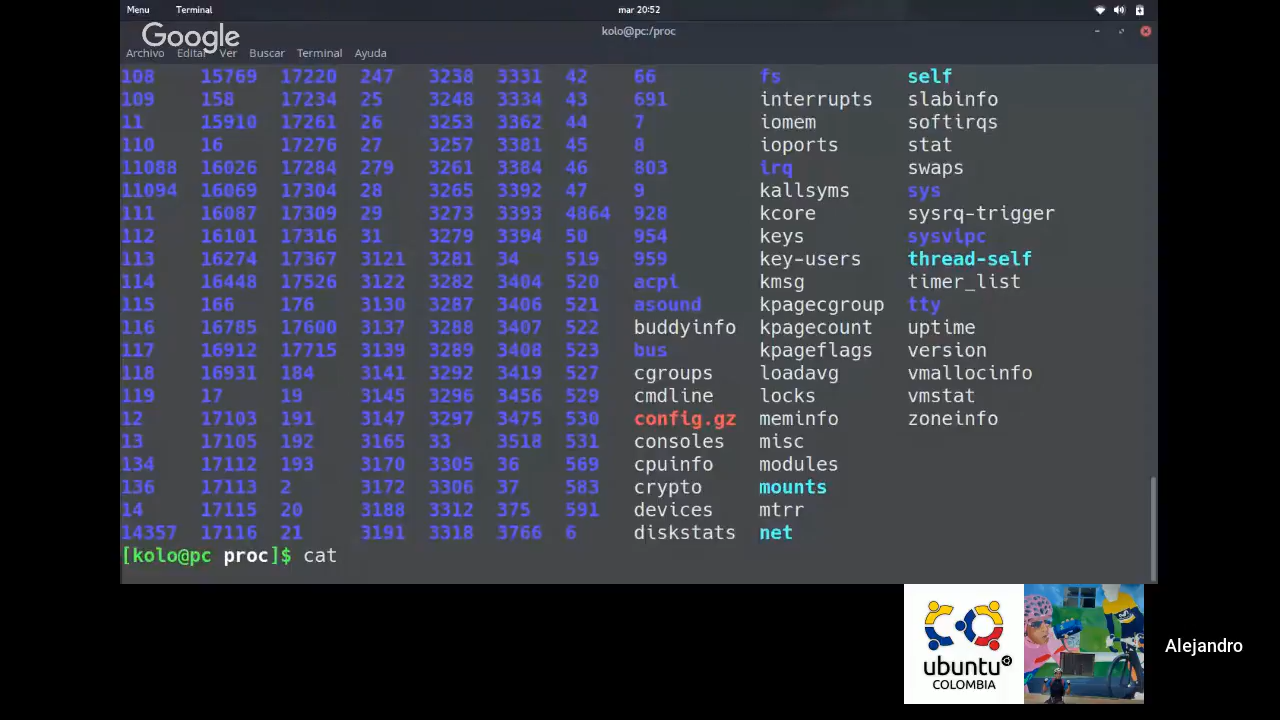 Menu Terminal mar 20:52
Google kolo@pc:/proc
Archivo Editar Ver Buscar Terminal Ayuda
108 15769 17220 247 3238 3331 42 66 fs self
109 158 17234 25 3248 3334 43 691 interrupts slabinfo
11 15910 17261 26 3253 3362 44 7 iomem softirqs
110 16 17276 27 3257 3381 45 8 ioports stat
11088 16026 17284 279 3261 3384 46 803 irq swaps
11094 16069 17304 28 3265 3392 47 9 kallsyms sys
111 16087 17309 29 3273 3393 4864 928 kcore sysrq-trigger
112 16101 17316 31 3279 3394 50 954 keys sysvipc
113 16274 17367 3121 3281 34 519 959 key-users thread-self
114 16448 17526 3122 3282 3404 520 acpi kmsg timer_list
115 166 176 3130 3287 3406 521 asound kpagecgroup tty
116 16785 17600 3137 3288 3407 522 buddyinfo kpagecount uptime
117 16912 17715 3139 3289 3408 523 bus kpageflags version
118 16931 184 3141 3292 3419 527 cgroups loadavg vmallocinfo
119 17 19 3145 3296 3456 529 cmdline locks vmstat
12 17103 191 3147 3297 3475 530 config.gz meminfo zoneinfo
13 17105 192 3165 33 3518 531 consoles misc
134 17112 193 3170 3305 36 569 cpuinfo modules
136 17113 2 3172 3306 37 583 crypto mounts
14 17115 20 3188 3312 375 591 devices mtrr
14357 17116 21 3191 3318 3766 6 diskstats net
[kolo@pc proc]$ cat
ubuntu
COLOMBIA
Alejandro